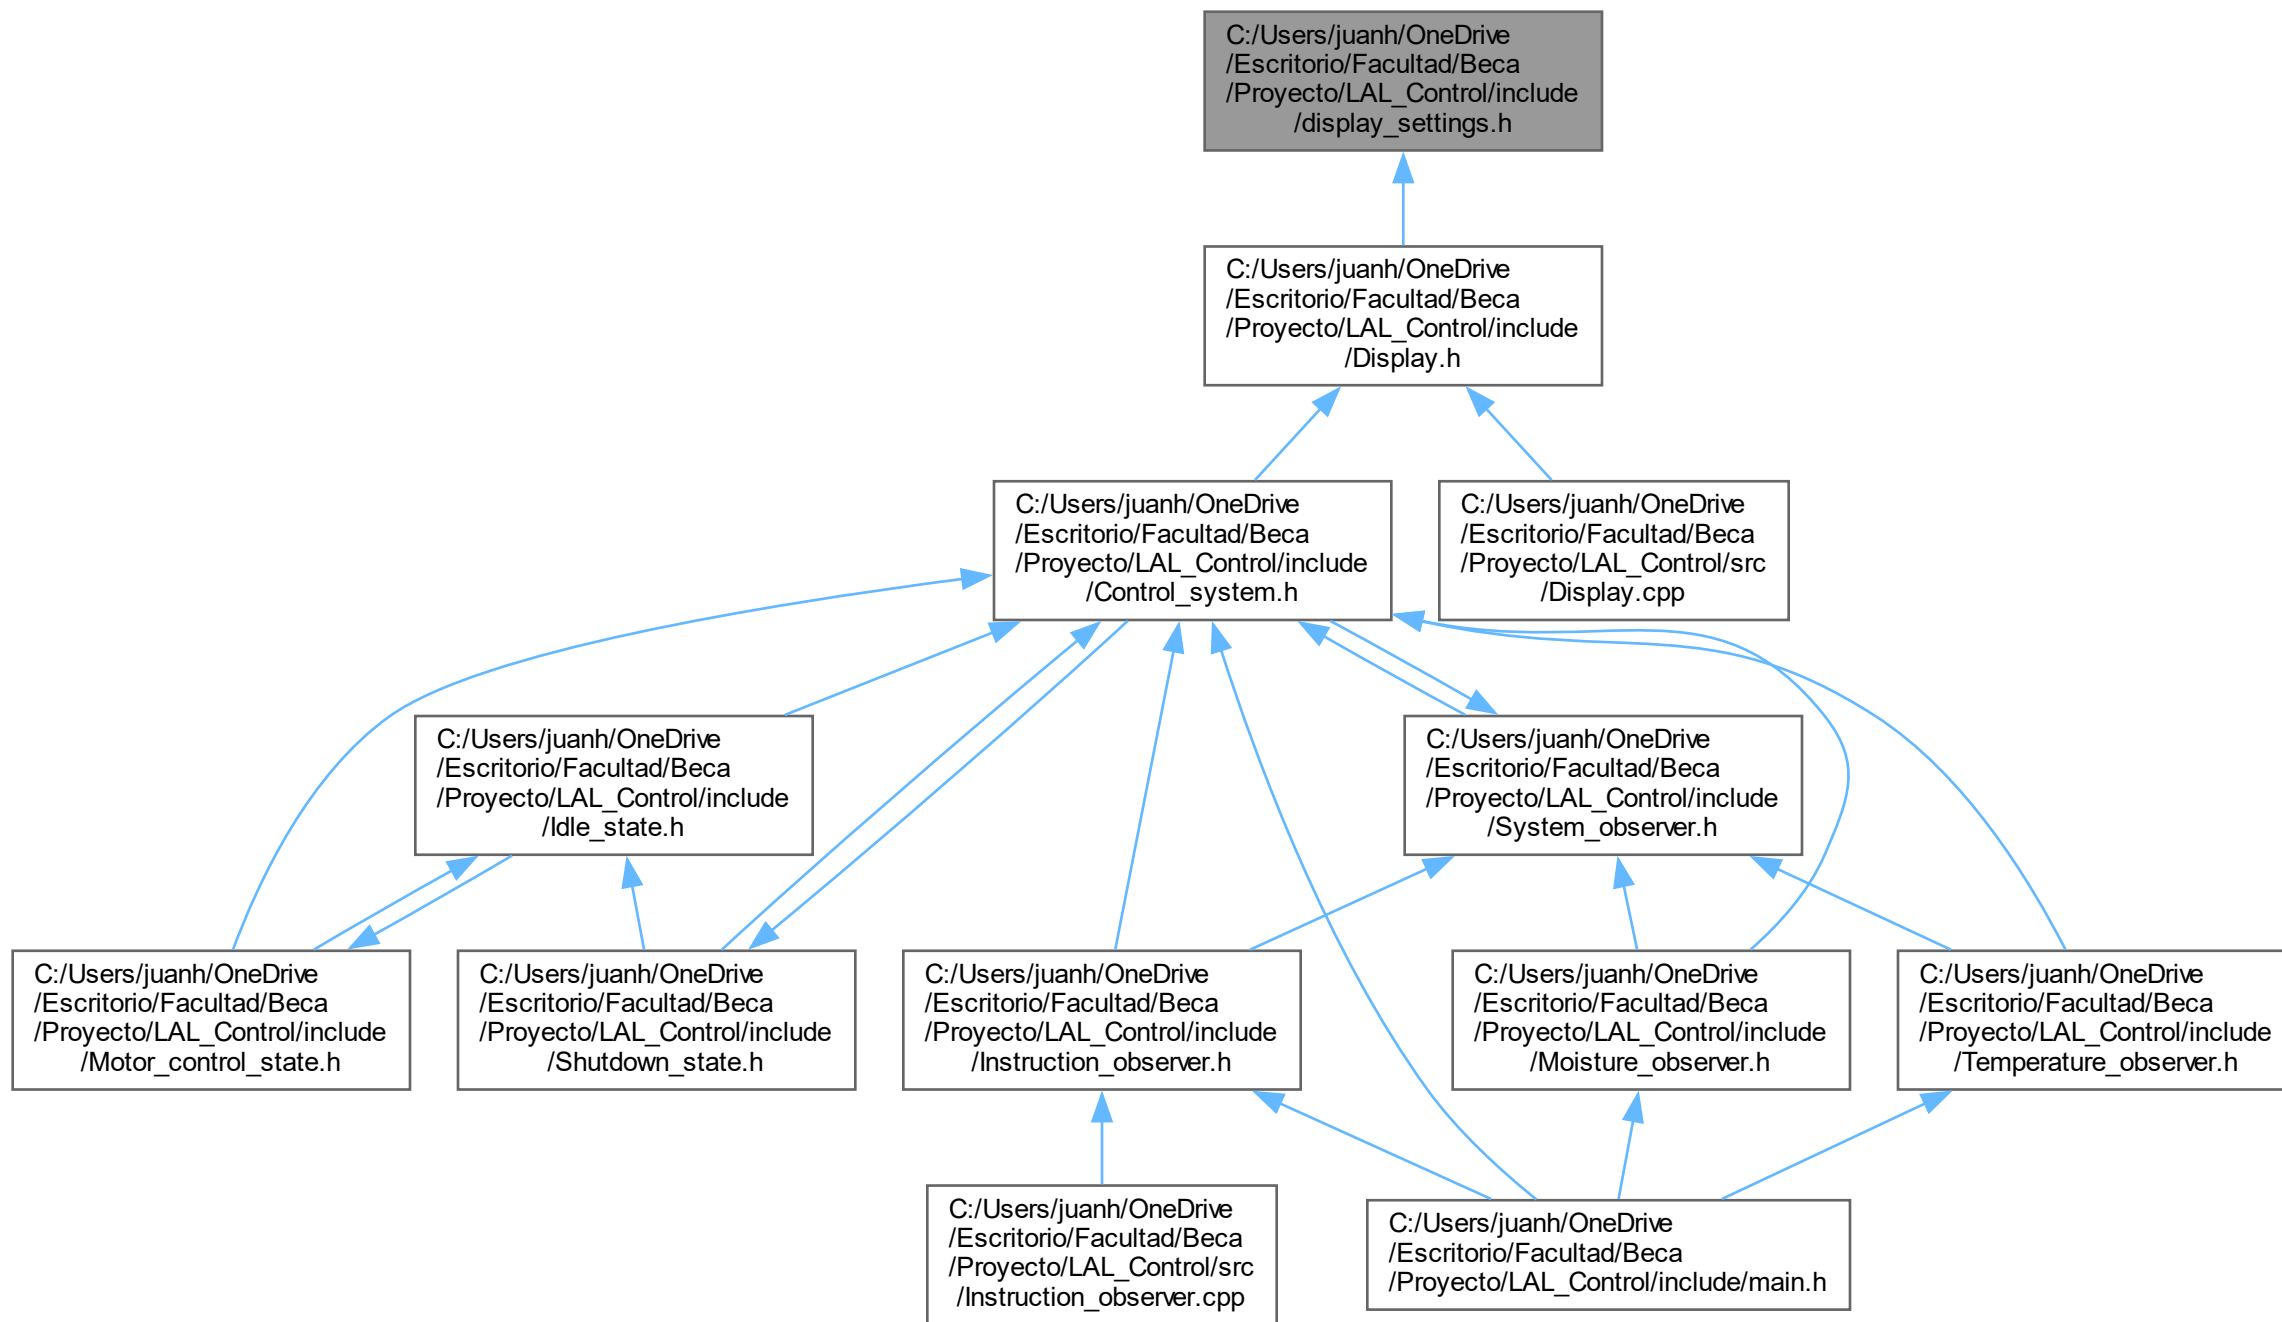 C:/Users/juanh/OneDrive
/Escritorio/Facultad/Beca
/Proyecto/LAL_Control/include
/display_settings.h
C:/Users/juanh/OneDrive
/Escritorio/Facultad/Beca
/Proyecto/LAL_Control/include
/Display.h
C:/Users/juanh/OneDrive
/Escritorio/Facultad/Beca
/Proyecto/LAL_Control/include
/Control_system.h
C:/Users/juanh/OneDrive
/Escritorio/Facultad/Beca
/Proyecto/LAL_Control/src
/Display.cpp
C:/Users/juanh/OneDrive
/Escritorio/Facultad/Beca
/Proyecto/LAL_Control/include
/Idle_state.h
C:/Users/juanh/OneDrive
/Escritorio/Facultad/Beca
/Proyecto/LAL_Control/include
/System_observer.h
C:/Users/juanh/OneDrive
/Escritorio/Facultad/Beca
/Proyecto/LAL_Control/include
/Motor_control_state.h
C:/Users/juanh/OneDrive
/Escritorio/Facultad/Beca
/Proyecto/LAL_Control/include
/Shutdown_state.h
C:/Users/juanh/OneDrive
/Escritorio/Facultad/Beca
/Proyecto/LAL_Control/include
/Instruction_observer.h
C:/Users/juanh/OneDrive
/Escritorio/Facultad/Beca
/Proyecto/LAL_Control/include
/Moisture_observer.h
C:/Users/juanh/OneDrive
/Escritorio/Facultad/Beca
/Proyecto/LAL_Control/include
/Temperature_observer.h
C:/Users/juanh/OneDrive
/Escritorio/Facultad/Beca
/Proyecto/LAL_Control/src
/Instruction_observer.cpp
C:/Users/juanh/OneDrive
/Escritorio/Facultad/Beca
/Proyecto/LAL_Control/include/main.h